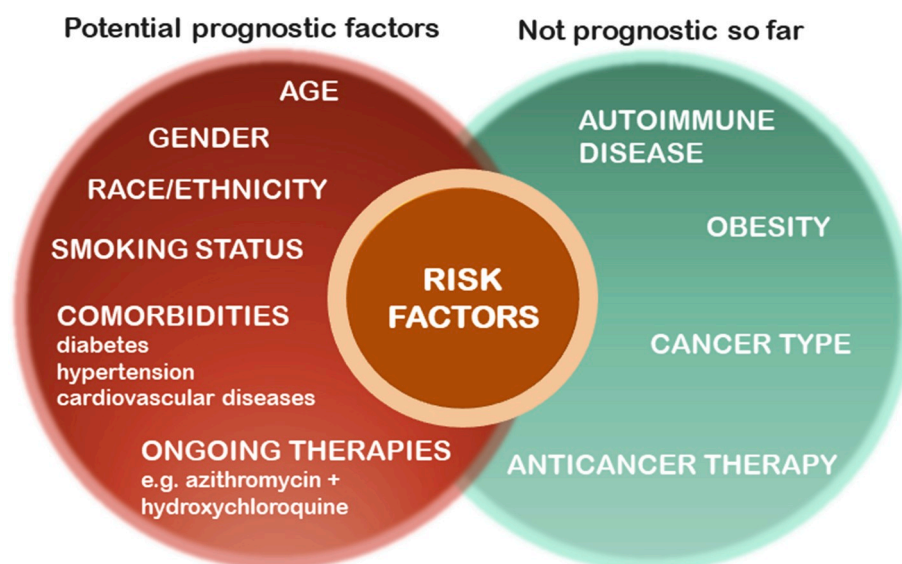 Potential prognostic factors
AGE
GENDER
RACE/ETHNICITY
SMOKING STATUS
COMORBIDITIES
diabetes
hypertension
cardiovascular diseases
ONGOING THERAPIES
e.g. azithromycin +
hydroxychloroquine
RISK
FACTORS
Not prognostic so far
AUTOIMMUNE
DISEASE
OBESITY
CANCER TYPE
ANTICANCER THERAPY